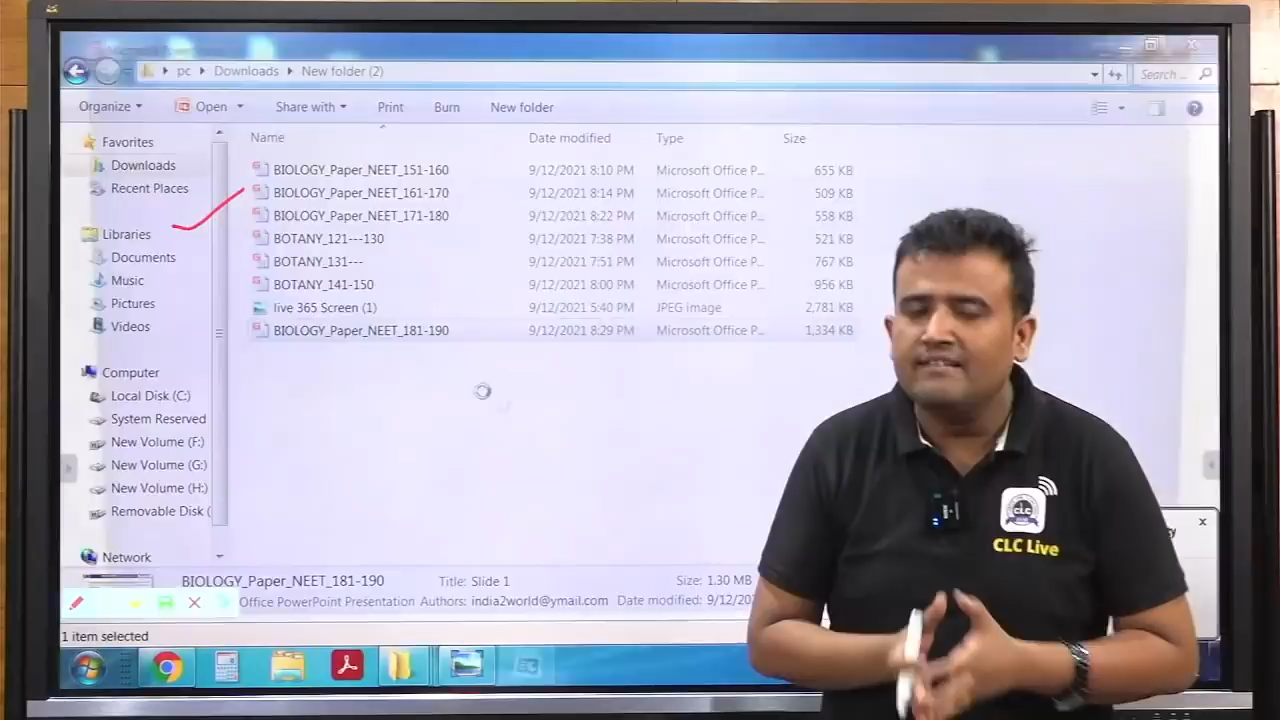 pc Downloads New folder (2) Search ...
Organize Open Share with Print Burn New folder
Name Date modified Type Size
Favorites
Downloads
Recent Places
Libraries
Documents
Music
Pictures
Videos
Computer
Local Disk (C:)
System Reserved
New Volume (F:)
New Volume (G:)
New Volume (H:)
Removable Disk (
Network
BIOLOGY_Paper_NEET_151-160 9/12/2021 8:10 PM Microsoft Office P... 655 KB
BIOLOGY_Paper_NEET_161-170 9/12/2021 8:14 PM Microsoft Office P... 509 KB
BIOLOGY_Paper_NEET_171-180 9/12/2021 8:22 PM Microsoft Office P... 558 KB
BOTANY_121---130 9/12/2021 7:38 PM Microsoft Office P... 521 KB
BOTANY_131--- 9/12/2021 7:51 PM Microsoft Office P... 767 KB
BOTANY_141-150 9/12/2021 8:00 PM Microsoft Office P... 956 KB
live 365 Screen (1) 9/12/2021 5:40 PM JPEG image 2,781 KB
BIOLOGY_Paper_NEET_181-190 9/12/2021 8:29 PM Microsoft Office P... 1,334 KB
BIOLOGY_Paper_NEET_181-190 Title: Slide 1 Size: 1.30 MB
Office PowerPoint Presentation Authors: india2world@ymail.com Date modified: 9/12/20
1 item selected
CLC
CLC Live